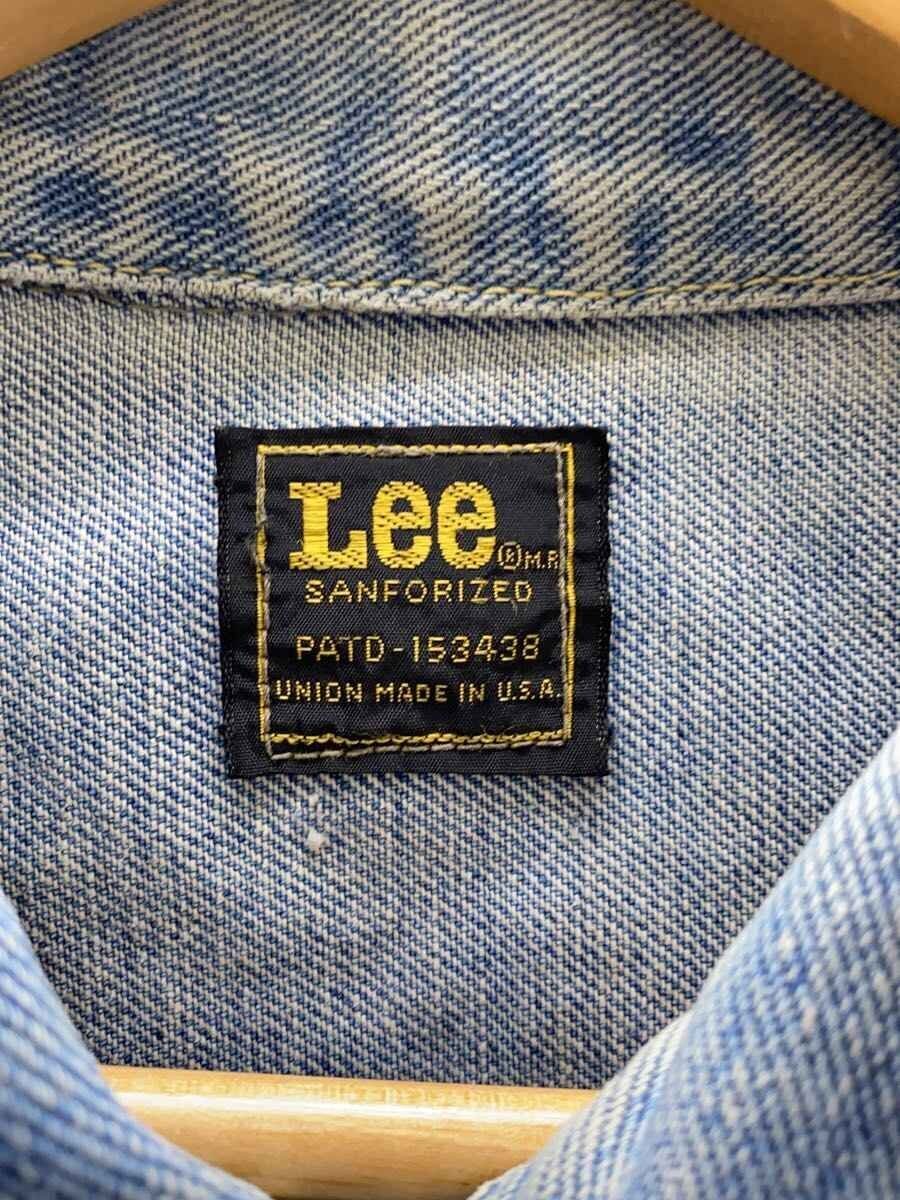 Lee ® M.R.
SANFORIZED
PATD-153438
UNION MADE IN U.S.A.